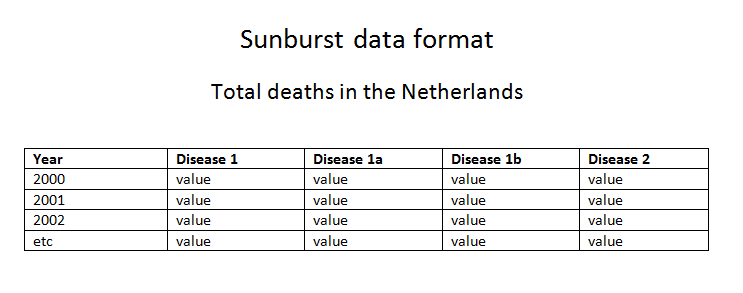 Sunburst data format
Total deaths in the Netherlands
Year Disease 1 Disease 1a Disease 1b Disease 2
2000 value value value value
2001 value value value value
2002 value value value value
etc value value value value